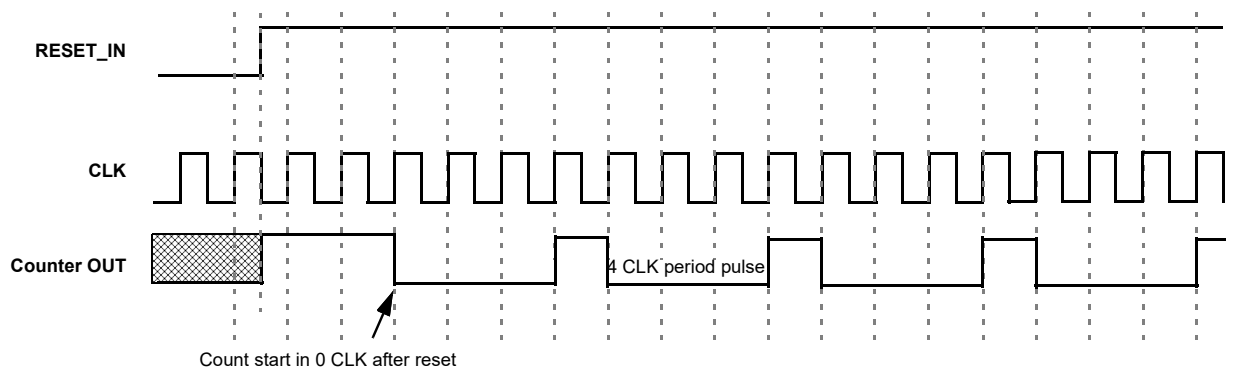 RESET_IN
CLK
Counter OUT
4 CLK period pulse
Count start in 0 CLK after reset